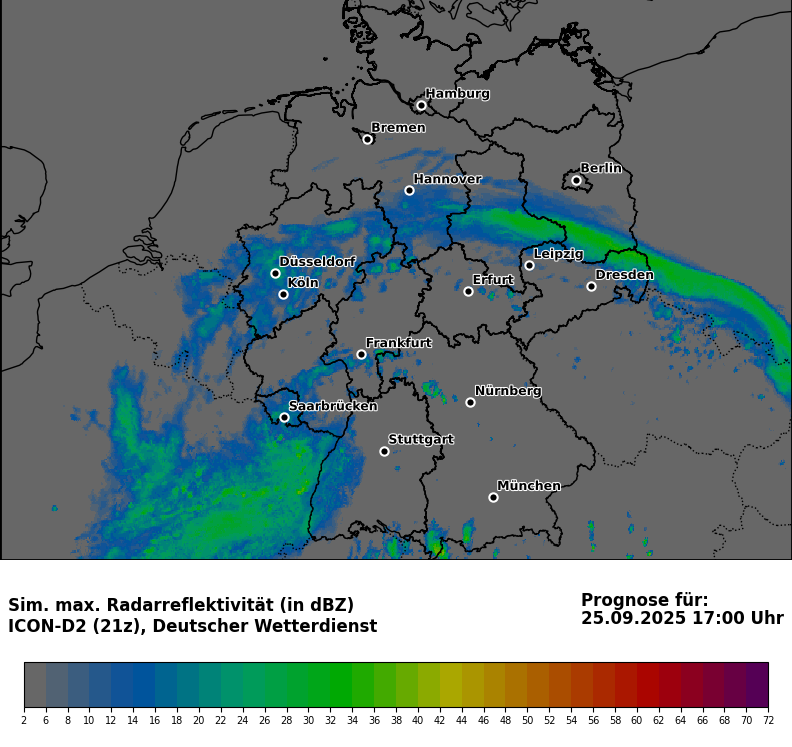 Hamburg
Bremen
Berlin
Hannover
Leipzig
Düsseldorf
Dresden
Köln
Erfurt
Frankfurt
Nürnberg
Saarbrücken
Stuttgart
München
Sim. max. Radarreflektivität (in dBZ)
ICON-D2 (21z), Deutscher Wetterdienst
Prognose für:
25.09.2025 17:00 Uhr
2 6 8 10 12 14 16 18 20 22 24 26 28 30 32 34 36 38 40 42 44 46 48 50 52 54 56 58 60 62 64 66 68 70 72